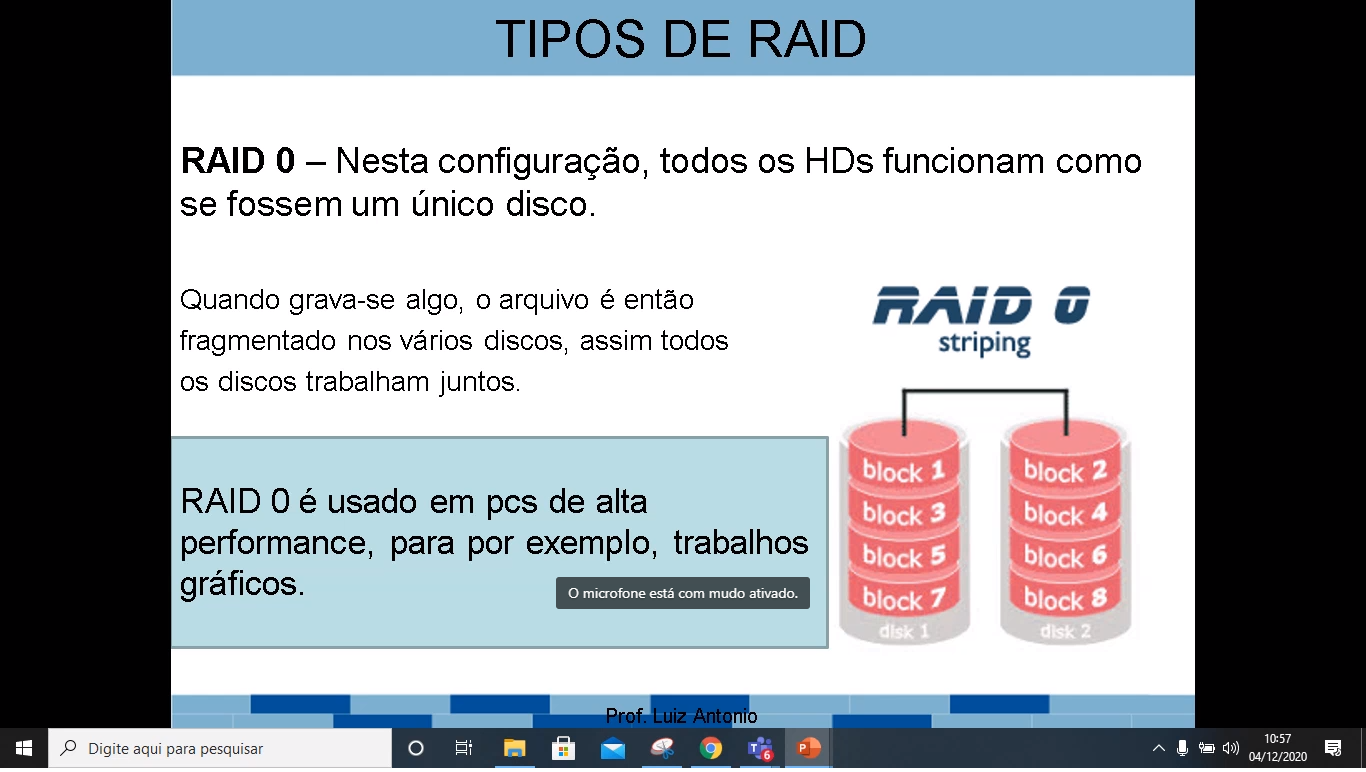 TIPOS DE RAID
RAID 0 – Nesta configuração, todos os HDs funcionam como
se fossem um único disco.
Quando grava-se algo, o arquivo é então
fragmentado nos vários discos, assim todos
os discos trabalham juntos.
RAID 0
striping
RAID 0 é usado em pcs de alta
performance, para por exemplo, trabalhos
gráficos.
O microfone está com mudo ativado.
block 1
block 3
block 5
block 7
disk 1
block 2
block 4
block 6
block 8
disk 2
Prof. Luiz Antonio
Digite aqui para pesquisar
6
P
10:57
04/12/2020